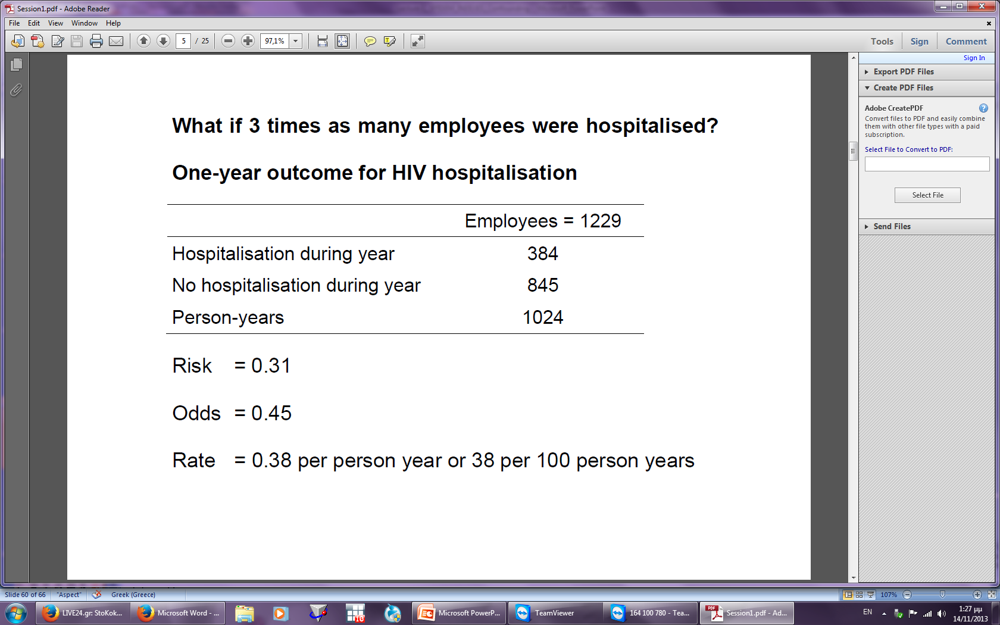 Session1.pdf - Adobe Reader
File Edit View Window Help
5 / 25 97,1% Tools Sign Comment
Sign In
Export PDF Files
Create PDF Files
Adobe CreatePDF
Convert files to PDF and easily combine
them with other file types with a paid
subscription.
Select File to Convert to PDF:
Select File
Send Files
What if 3 times as many employees were hospitalised?
One-year outcome for HIV hospitalisation
Employees = 1229
Hospitalisation during year 384
No hospitalisation during year 845
Person-years 1024
Risk = 0.31
Odds = 0.45
Rate = 0.38 per person year or 38 per 100 person years
Slide 60 of 66 "Aspect" Greek (Greece) 107%
LIVE24.gr: StoKok... Microsoft Word - ... 10 Microsoft PowerP... TeamViewer 164 100 780 - Tea... PDF Session1.pdf - Ad... EN 1:27 μμ
14/11/2013